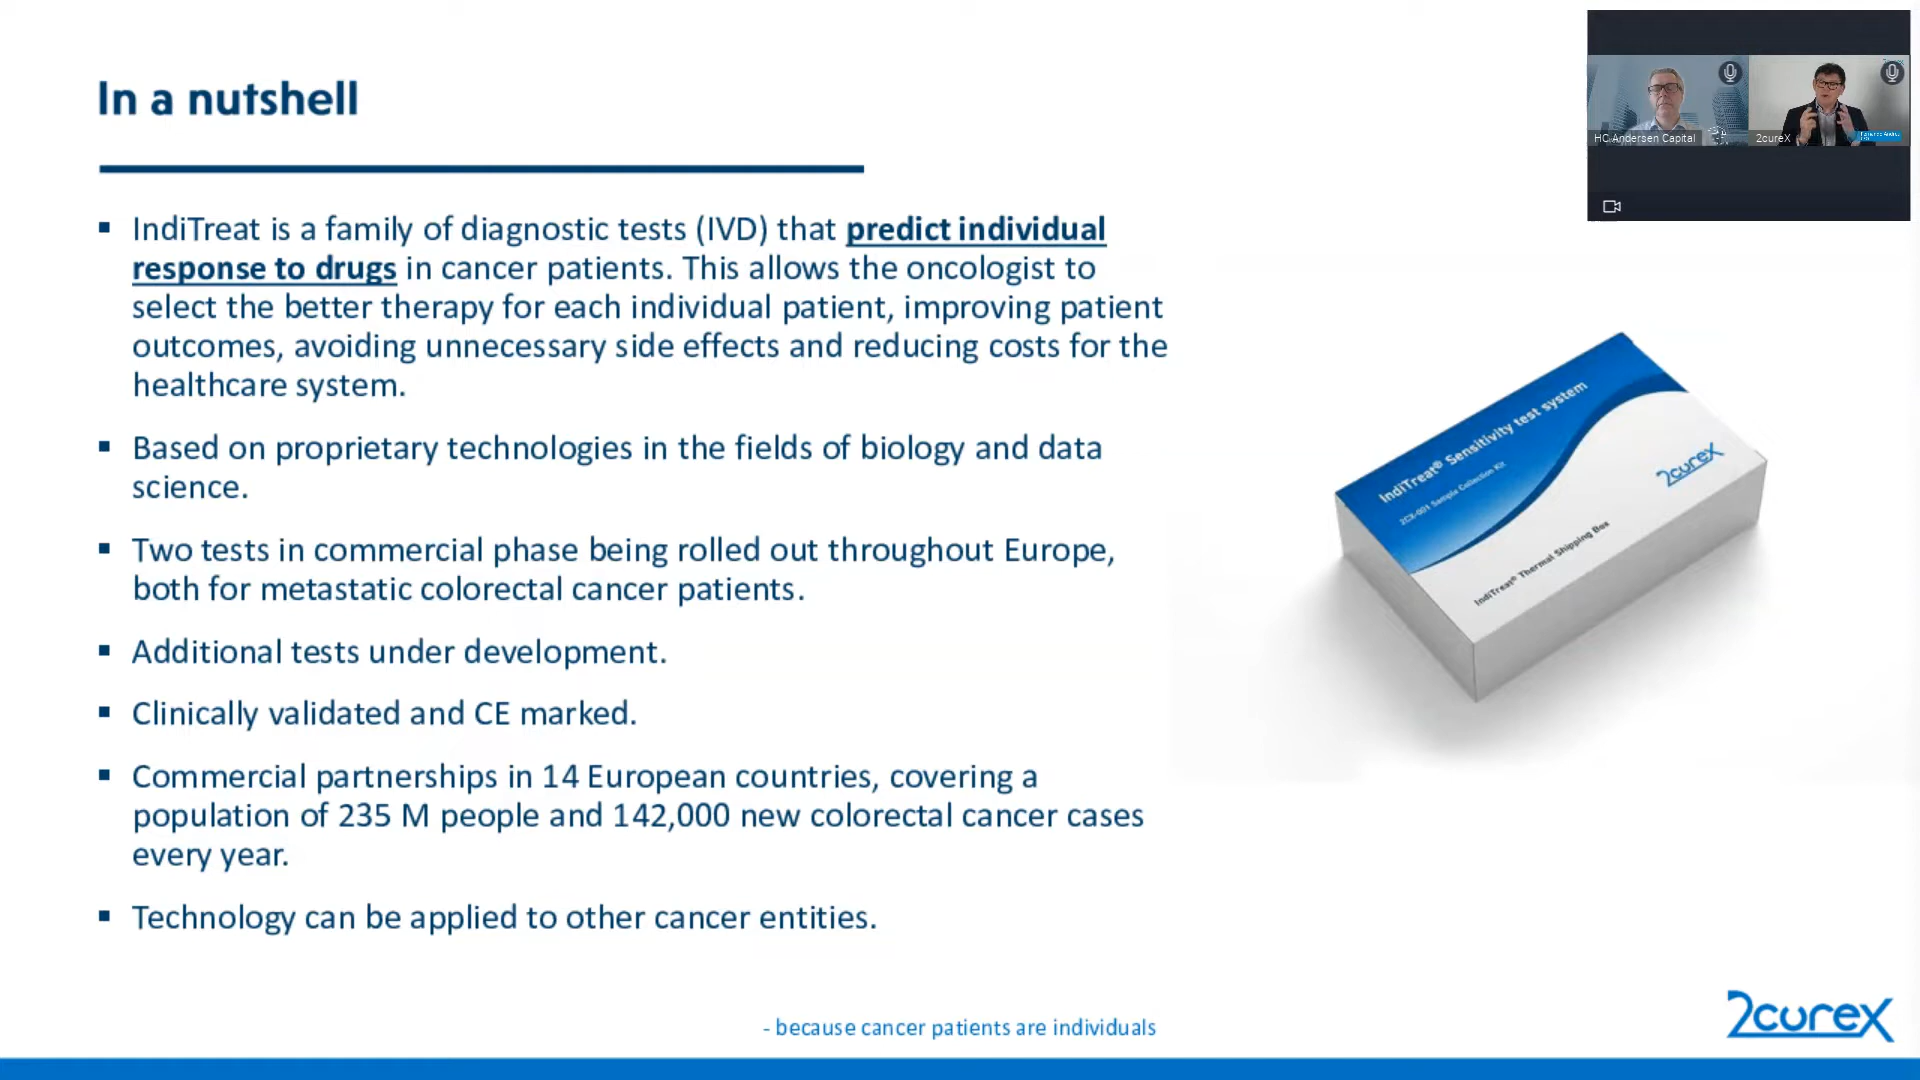 In a nutshell
HC Andersen Capital
2cureX
IndiTreat is a family of diagnostic tests (IVD) that predict individual
response to drugs in cancer patients. This allows the oncologist to
select the better therapy for each individual patient, improving patient
outcomes, avoiding unnecessary side effects and reducing costs for the
healthcare system.
Based on proprietary technologies in the fields of biology and data
science.
Two tests in commercial phase being rolled out throughout Europe,
both for metastatic colorectal cancer patients.
Additional tests under development.
Clinically validated and CE marked.
Commercial partnerships in 14 European countries, covering a
population of 235 M people and 142,000 new colorectal cancer cases
every year.
Technology can be applied to other cancer entities.
IndiTreat® Sensitivity test system
2CX-001 Sample Collection Kit
2curex
IndiTreat® Thermal Shipping Box
- because cancer patients are individuals
2curex